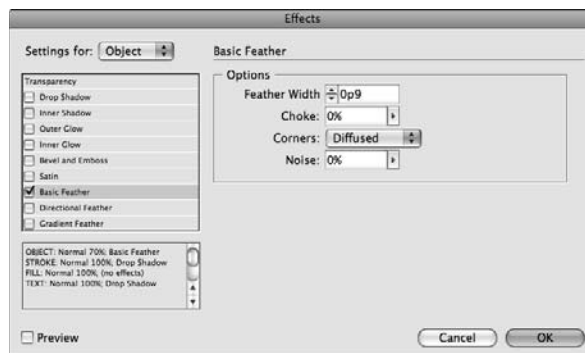 Effects
Settings for: Object
Basic Feather
Transparency
Drop Shadow
Inner Shadow
Outer Glow
Inner Glow
Bevel and Emboss
Satin
Basic Feather
Directional Feather
Gradient Feather
Options
Feather Width 0p9
Choke: 0%
Corners: Diffused
Noise: 0%
OBJECT: Normal 70%; Basic Feather
STROKE: Normal 100%; Drop Shadow
FILL: Normal 100%; (no effects)
TEXT: Normal 100%; Drop Shadow
Preview
Cancel
OK